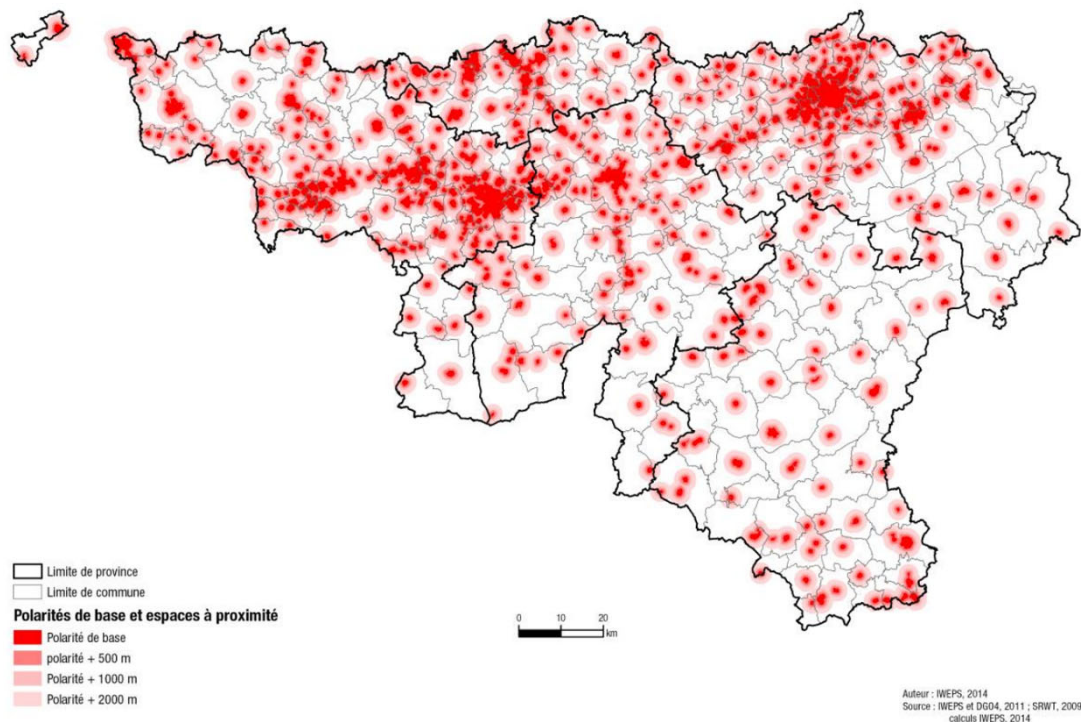 0 10 20
km
Limite de province
Limite de commune
Polarités de base et espaces à proximité
Polarité de base
polarité + 500 m
Polarité + 1000 m
Polarité + 2000 m
Auteur : IWEPS, 2014
Source : IWEPS et DG04, 2011 ; SRWT, 2009
calculs IWEPS, 2014